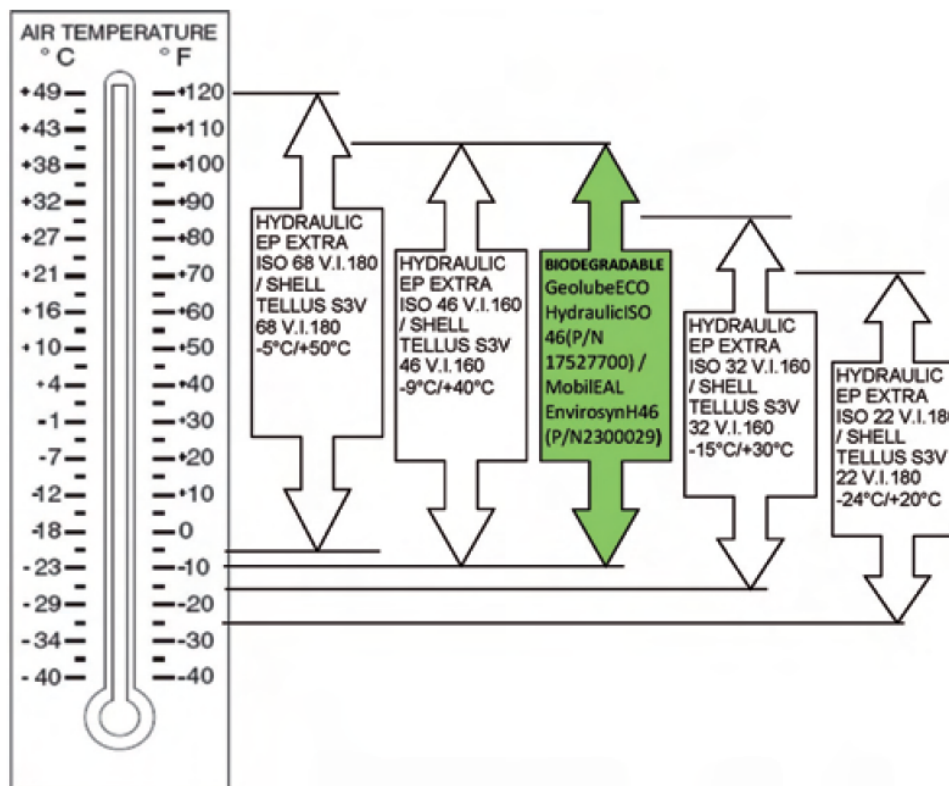 AIR TEMPERATURE
° C ° F
+49 +120
+43 +110
+38 +100
+32 +90
+27 +80
+21 +70
+16 +60
+10 +50
+4 +40
-1 +30
-7 +20
-12 +10
-18 0
-23 -10
-29 -20
-34 -30
-40 -40
HYDRAULIC
EP EXTRA
ISO 68 V.I.180
/ SHELL
TELLUS S3V
68 V.I.180
-5°C/+50°C
HYDRAULIC
EP EXTRA
ISO 46 V.I.160
/ SHELL
TELLUS S3V
46 V.I.160
-9°C/+40°C
BIODEGRADABLE
GeolubeECO
HydraulicISO
46(P/N
17527700) /
MobilEAL
EnvirosynH46
(P/N2300029)
HYDRAULIC
EP EXTRA
ISO 32 V.I.160
/ SHELL
TELLUS S3V
32 V.I.160
-15°C/+30°C
HYDRAULIC
EP EXTRA
ISO 22 V.I.180
/ SHELL
TELLUS S3V
22 V.I.180
-24°C/+20°C